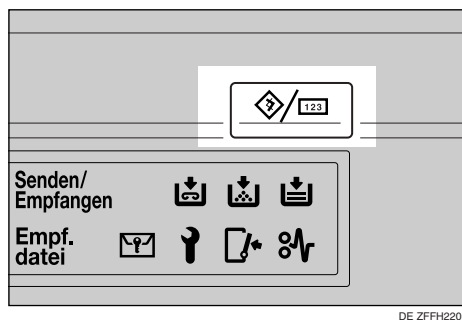 123
Senden/
Empfangen
Empf.
datei
DE ZFFH220